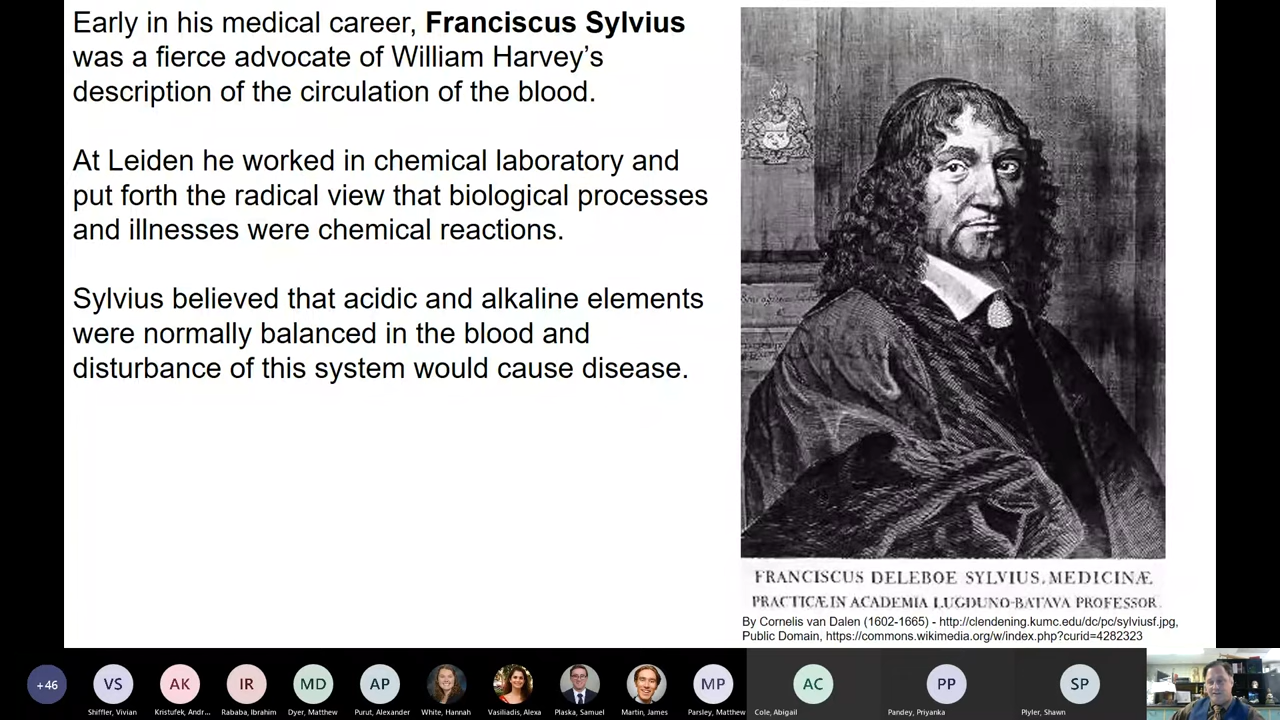 Early in his medical career, Franciscus Sylvius
was a fierce advocate of William Harvey’s
description of the circulation of the blood.
At Leiden he worked in chemical laboratory and
put forth the radical view that biological processes
and illnesses were chemical reactions.
Sylvius believed that acidic and alkaline elements
were normally balanced in the blood and
disturbance of this system would cause disease.
FRANCISCUS DELEBOE SYLVIUS, MEDICINÆ
PRACTICÆ IN ACADEMIA LUGDUNO-BATAVA PROFESSOR.
By Cornelis van Dalen (1602-1665) - http://clendening.kumc.edu/dc/pc/sylviusf.jpg,
Public Domain, https://commons.wikimedia.org/w/index.php?curid=4282323
+46 VS AK IR MD AP MP AC PP SP
Shiffler, Vivian Kristufek, Andr... Rababa, Ibrahim Dyer, Matthew Purut, Alexander White, Hannah Vasiliadis, Alexa Plaska, Samuel Martin, James Parsley, Matthew Cole, Abigail Pandey, Priyanka Plyler, Shawn